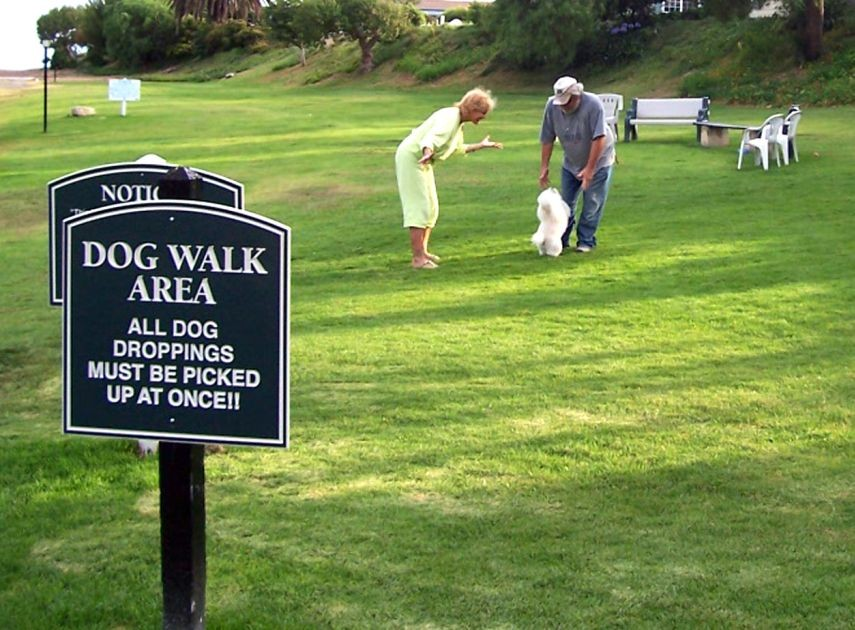 NOTIC
DOG WALK
AREA
ALL DOG
DROPPINGS
MUST BE PICKED
UP AT ONCE!!